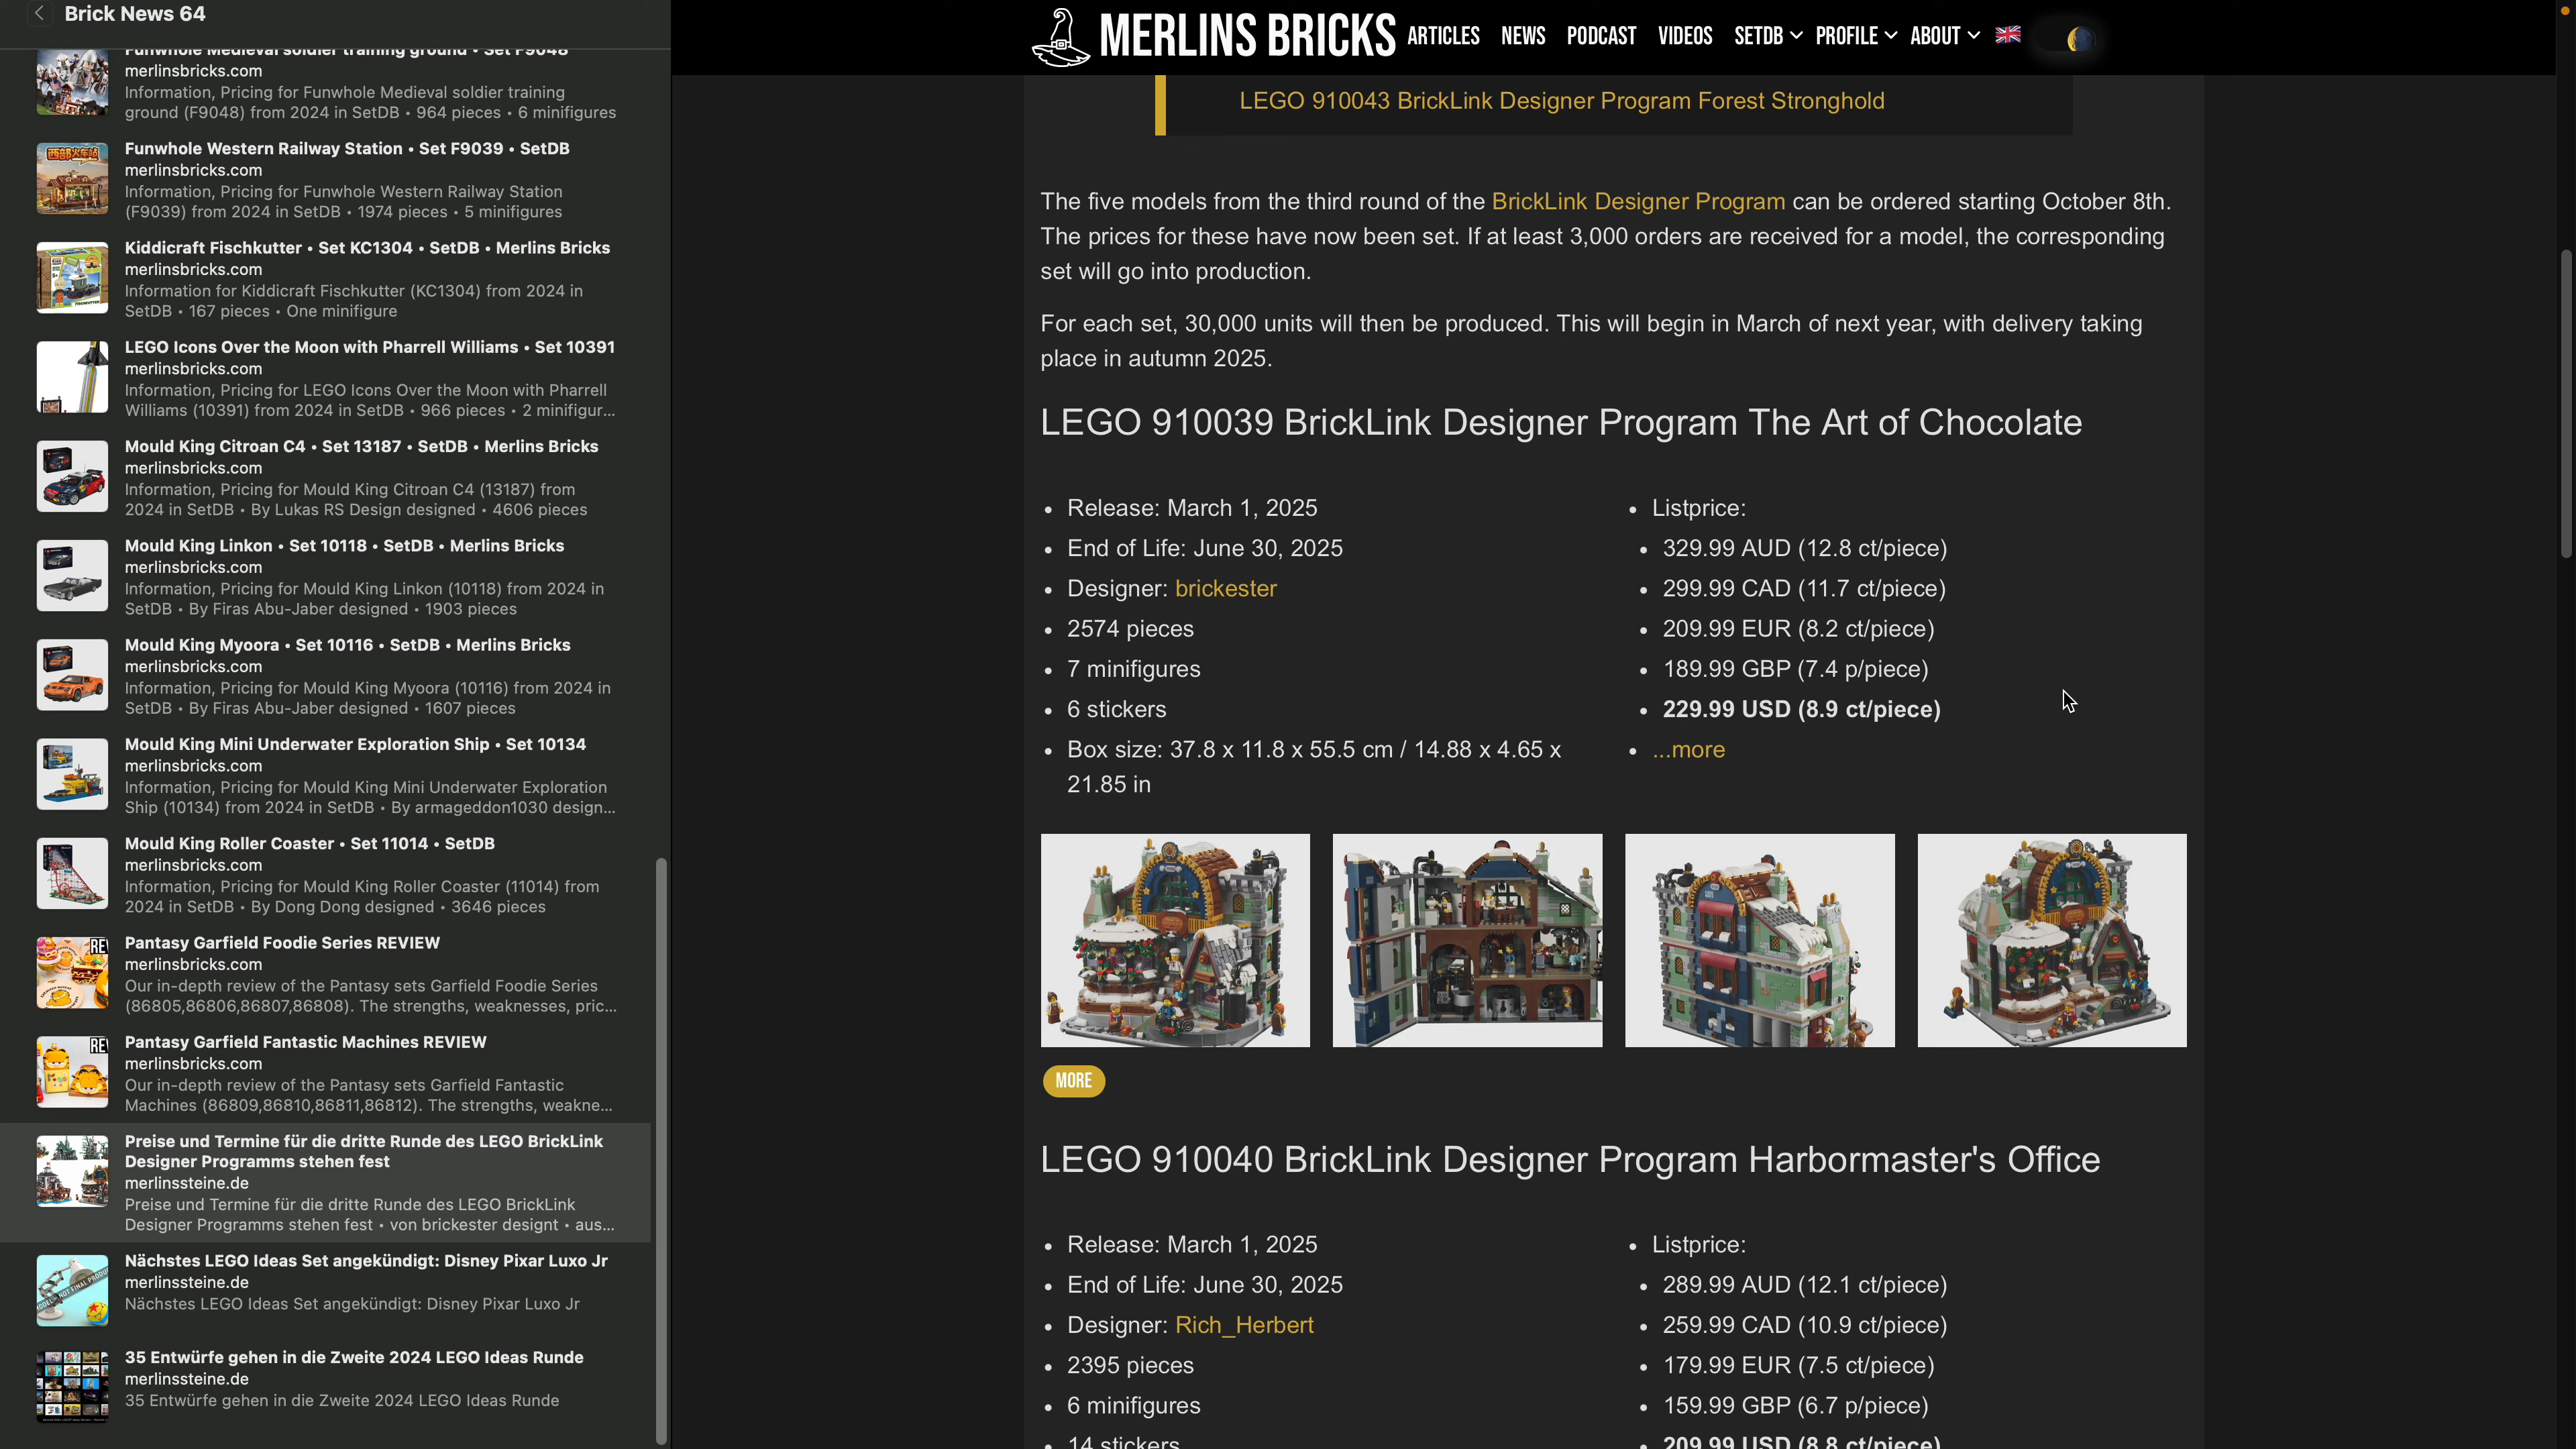 Brick News 64
Funwhole Medieval soldier training ground • Set F9048
merlinsbricks.com
Information, Pricing for Funwhole Medieval soldier training
ground (F9048) from 2024 in SetDB • 964 pieces • 6 minifigures
Funwhole Western Railway Station • Set F9039 • SetDB
merlinsbricks.com
Information, Pricing for Funwhole Western Railway Station
(F9039) from 2024 in SetDB • 1974 pieces • 5 minifigures
Kiddicraft Fischkutter • Set KC1304 • SetDB • Merlins Bricks
merlinsbricks.com
Information for Kiddicraft Fischkutter (KC1304) from 2024 in
SetDB • 167 pieces • One minifigure
LEGO Icons Over the Moon with Pharrell Williams • Set 10391
merlinsbricks.com
Information, Pricing for LEGO Icons Over the Moon with Pharrell
Williams (10391) from 2024 in SetDB • 966 pieces • 2 minifigur...
Mould King Citroan C4 • Set 13187 • SetDB • Merlins Bricks
merlinsbricks.com
Information, Pricing for Mould King Citroan C4 (13187) from
2024 in SetDB • By Lukas RS Design designed • 4606 pieces
Mould King Linkon • Set 10118 • SetDB • Merlins Bricks
merlinsbricks.com
Information, Pricing for Mould King Linkon (10118) from 2024 in
SetDB • By Firas Abu-Jaber designed • 1903 pieces
Mould King Myoora • Set 10116 • SetDB • Merlins Bricks
merlinsbricks.com
Information, Pricing for Mould King Myoora (10116) from 2024 in
SetDB • By Firas Abu-Jaber designed • 1607 pieces
Mould King Mini Underwater Exploration Ship • Set 10134
merlinsbricks.com
Information, Pricing for Mould King Mini Underwater Exploration
Ship (10134) from 2024 in SetDB • By armageddon1030 design...
Mould King Roller Coaster • Set 11014 • SetDB
merlinsbricks.com
Information, Pricing for Mould King Roller Coaster (11014) from
2024 in SetDB • By Dong Dong designed • 3646 pieces
Pantasy Garfield Foodie Series REVIEW
merlinsbricks.com
Our in-depth review of the Pantasy sets Garfield Foodie Series
(86805,86806,86807,86808). The strengths, weaknesses, pric...
Pantasy Garfield Fantastic Machines REVIEW
merlinsbricks.com
Our in-depth review of the Pantasy sets Garfield Fantastic
Machines (86809,86810,86811,86812). The strengths, weakne...
Preise und Termine für die dritte Runde des LEGO BrickLink
Designer Programms stehen fest
merlinssteine.de
Preise und Termine für die dritte Runde des LEGO BrickLink
Designer Programms stehen fest • von brickester designt • aus...
Nächstes LEGO Ideas Set angekündigt: Disney Pixar Luxo Jr
merlinssteine.de
Nächstes LEGO Ideas Set angekündigt: Disney Pixar Luxo Jr
35 Entwürfe gehen in die Zweite 2024 LEGO Ideas Runde
merlinssteine.de
35 Entwürfe gehen in die Zweite 2024 LEGO Ideas Runde
MERLINS BRICKS ARTICLES NEWS PODCAST VIDEOS SETDB PROFILE ABOUT
LEGO 910043 BrickLink Designer Program Forest Stronghold
The five models from the third round of the BrickLink Designer Program can be ordered starting October 8th.
The prices for these have now been set. If at least 3,000 orders are received for a model, the corresponding
set will go into production.
For each set, 30,000 units will then be produced. This will begin in March of next year, with delivery taking
place in autumn 2025.
LEGO 910039 BrickLink Designer Program The Art of Chocolate
• Release: March 1, 2025
• End of Life: June 30, 2025
• Designer: brickester
• 2574 pieces
• 7 minifigures
• 6 stickers
• Box size: 37.8 x 11.8 x 55.5 cm / 14.88 x 4.65 x
21.85 in
• Listprice:
• 329.99 AUD (12.8 ct/piece)
• 299.99 CAD (11.7 ct/piece)
• 209.99 EUR (8.2 ct/piece)
• 189.99 GBP (7.4 p/piece)
• 229.99 USD (8.9 ct/piece)
• ...more
MORE
LEGO 910040 BrickLink Designer Program Harbormaster's Office
• Release: March 1, 2025
• End of Life: June 30, 2025
• Designer: Rich_Herbert
• 2395 pieces
• 6 minifigures
• 14 stickers
• Listprice:
• 289.99 AUD (12.1 ct/piece)
• 259.99 CAD (10.9 ct/piece)
• 179.99 EUR (7.5 ct/piece)
• 159.99 GBP (6.7 p/piece)
• 209.99 USD (8.8 ct/piece)